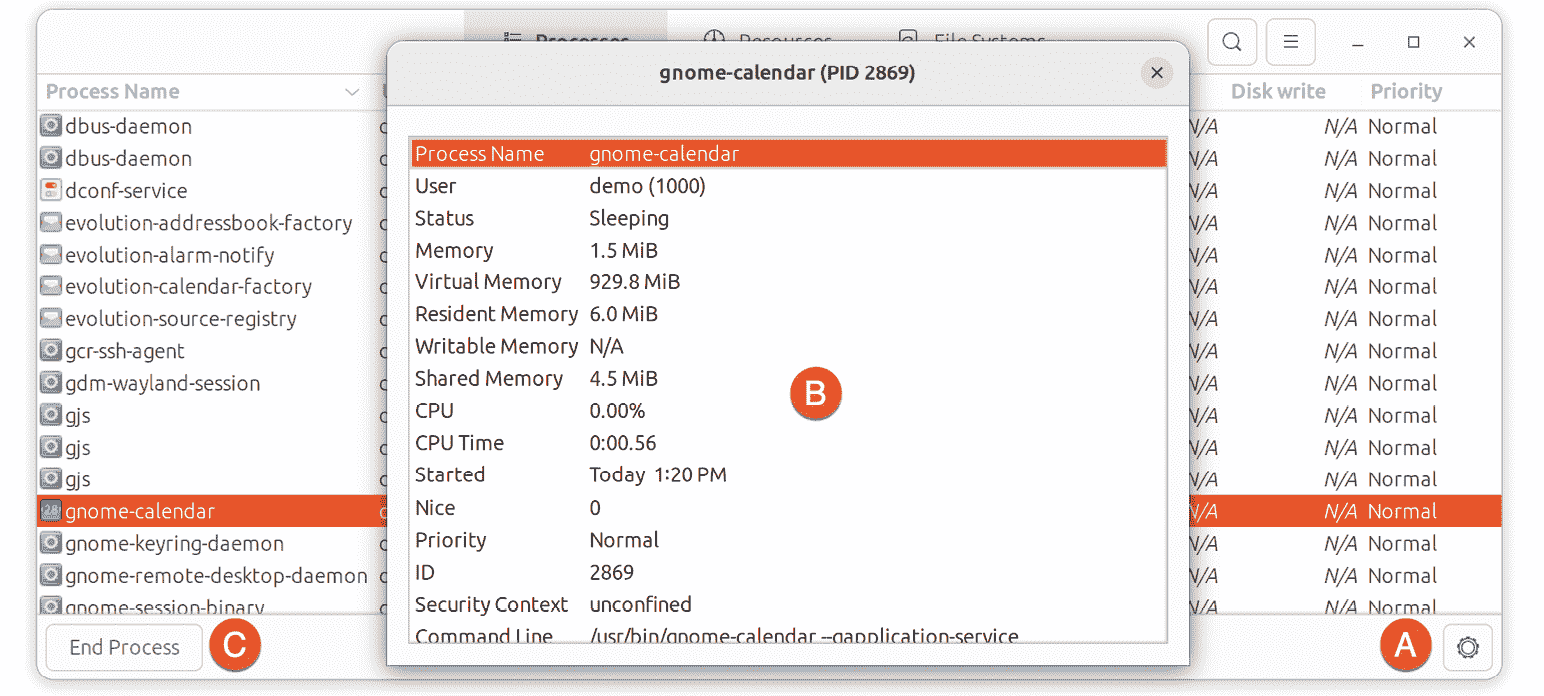 Processes Resources File Systems
gnome-calendar (PID 2869)
Process Name Disk write Priority
dbus-daemon N/A N/A Normal
dbus-daemon N/A N/A Normal
dconf-service N/A N/A Normal
evolution-addressbook-factory N/A N/A Normal
evolution-alarm-notify N/A N/A Normal
evolution-calendar-factory N/A N/A Normal
evolution-source-registry N/A N/A Normal
gcr-ssh-agent N/A N/A Normal
gdm-wayland-session N/A N/A Normal
gjs N/A N/A Normal
gjs N/A N/A Normal
gjs N/A N/A Normal
28 gnome-calendar N/A N/A Normal
gnome-keyring-daemon N/A N/A Normal
gnome-remote-desktop-daemon N/A N/A Normal
gnome-session-binary N/A N/A Normal
Process Name gnome-calendar
User demo (1000)
Status Sleeping
Memory 1.5 MiB
Virtual Memory 929.8 MiB
Resident Memory 6.0 MiB
Writable Memory N/A
Shared Memory 4.5 MiB
CPU 0.00%
CPU Time 0:00.56
Started Today 1:20 PM
Nice 0
Priority Normal
ID 2869
Security Context unconfined
Command Line /usr/bin/gnome-calendar --gapplication-service
B
End Process C A